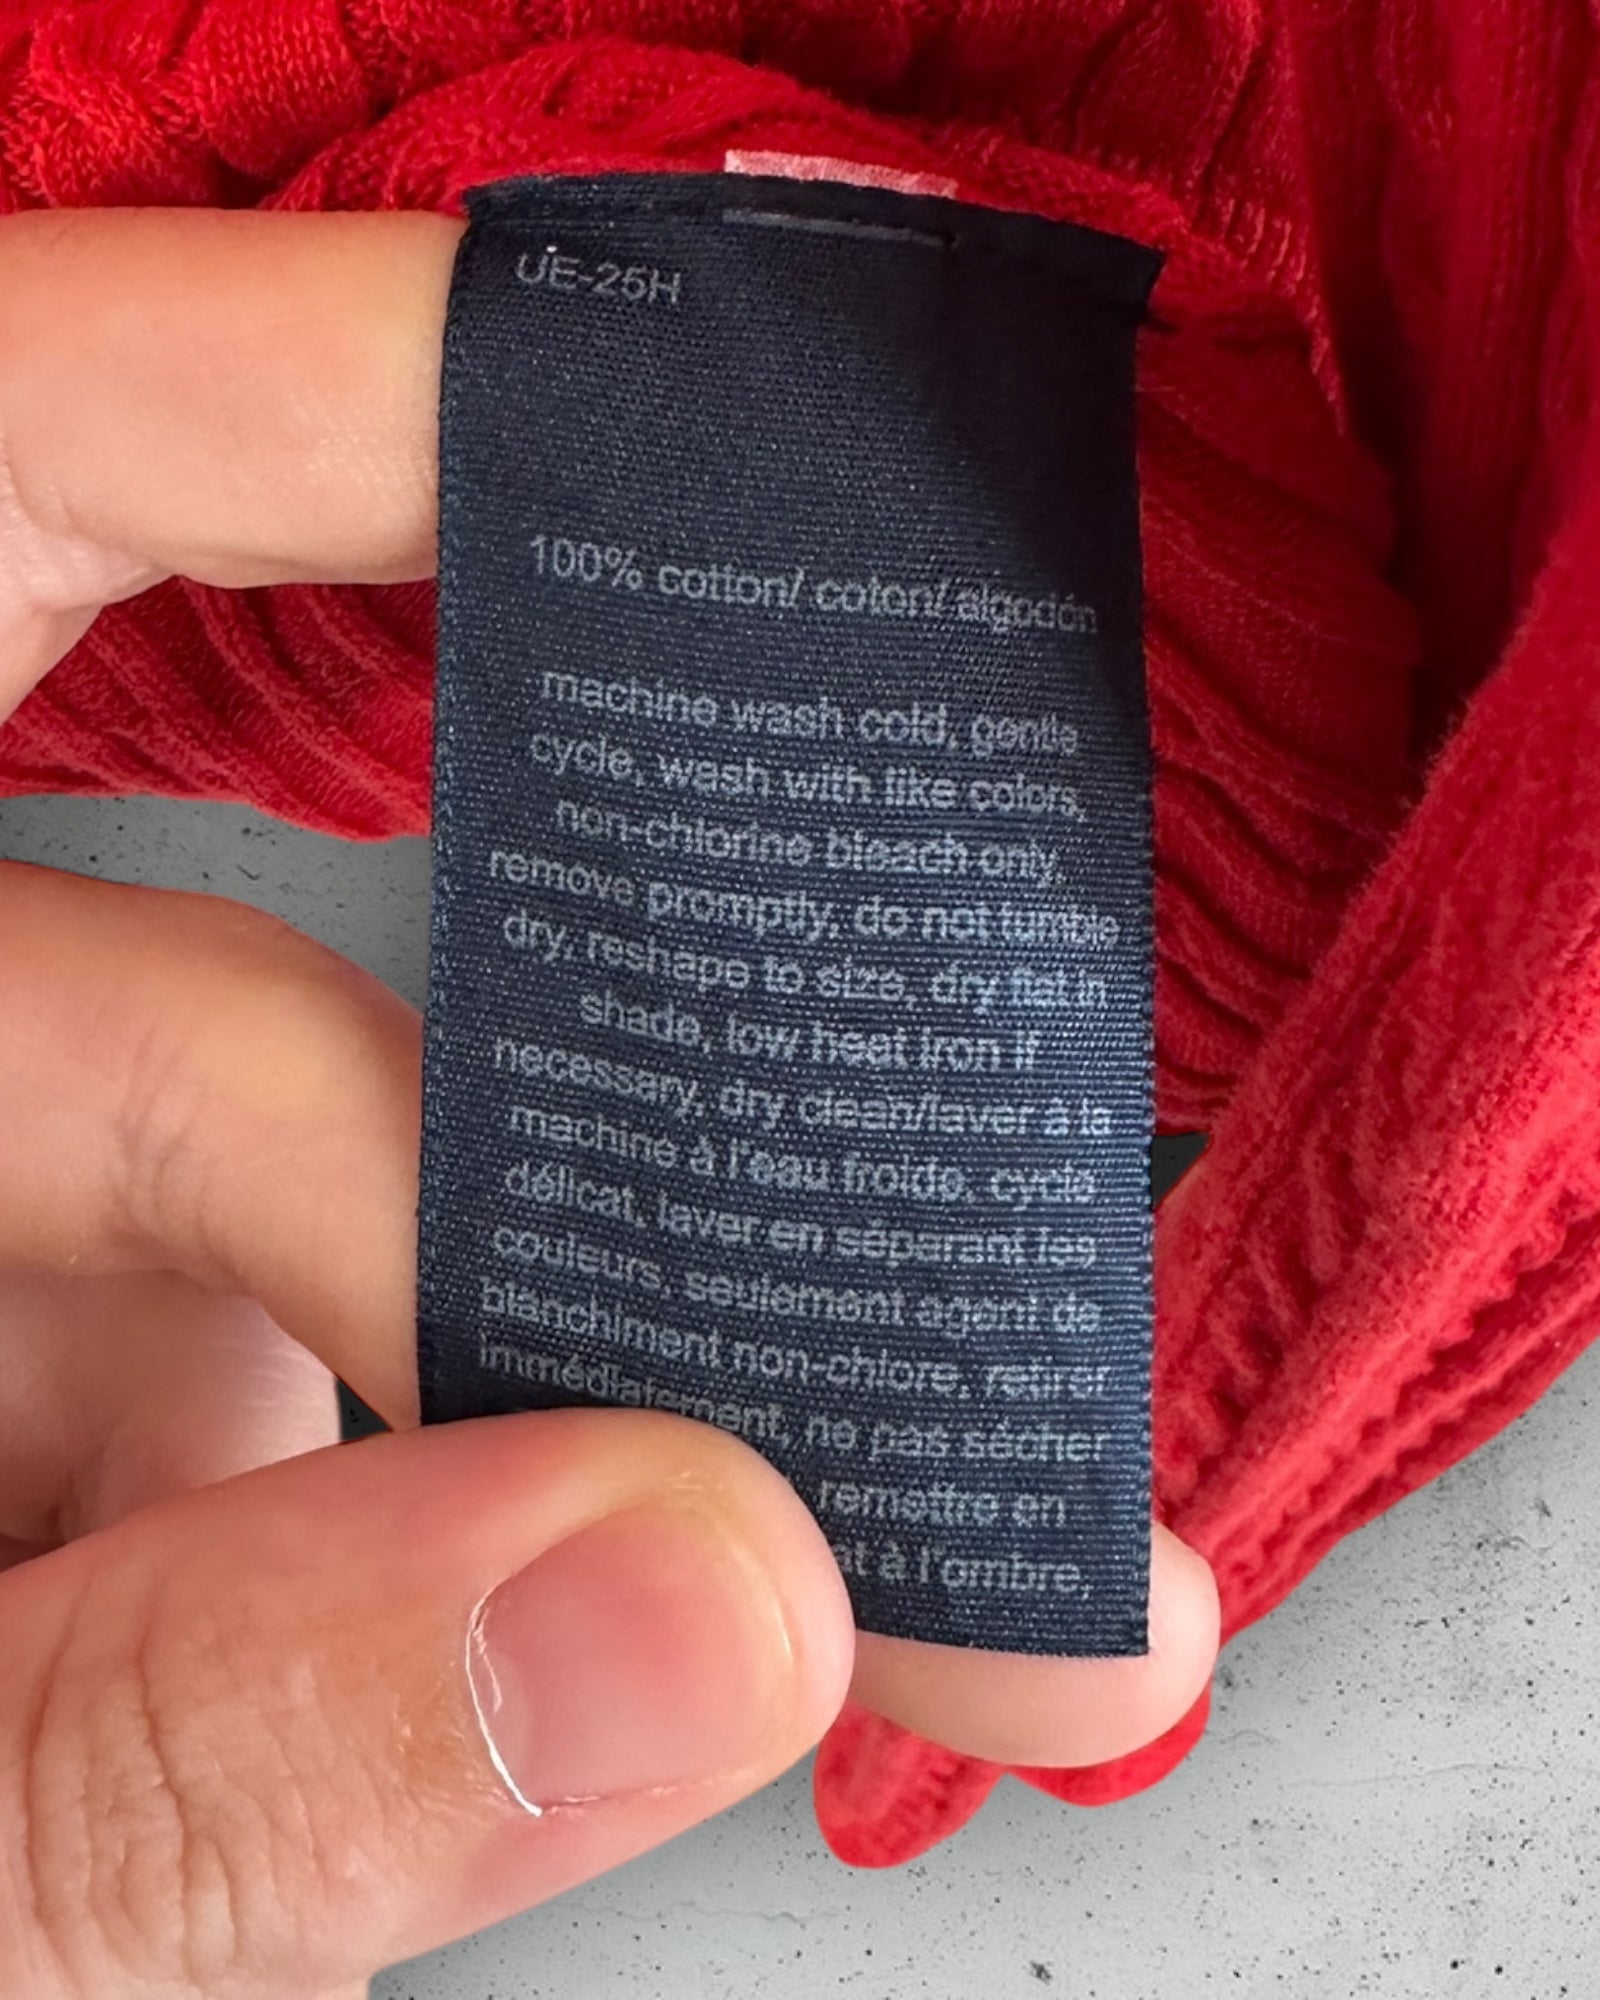 UE-25H
100% cotton/ coton/ algodón
machine wash cold, gentle
cycle, wash with like colors,
non-chlorine bleach only,
remove promptly, do not tumble
dry, reshape to size, dry flat in
shade, low heat iron if
necessary, dry clean/laver à la
machine à l'eau froide, cycle
délicat, laver en séparant les
couleurs, seulement agent de
blanchiment non-chlore, retirer
immédiatement, ne pas sécher
remettre en
at à l'ombre,